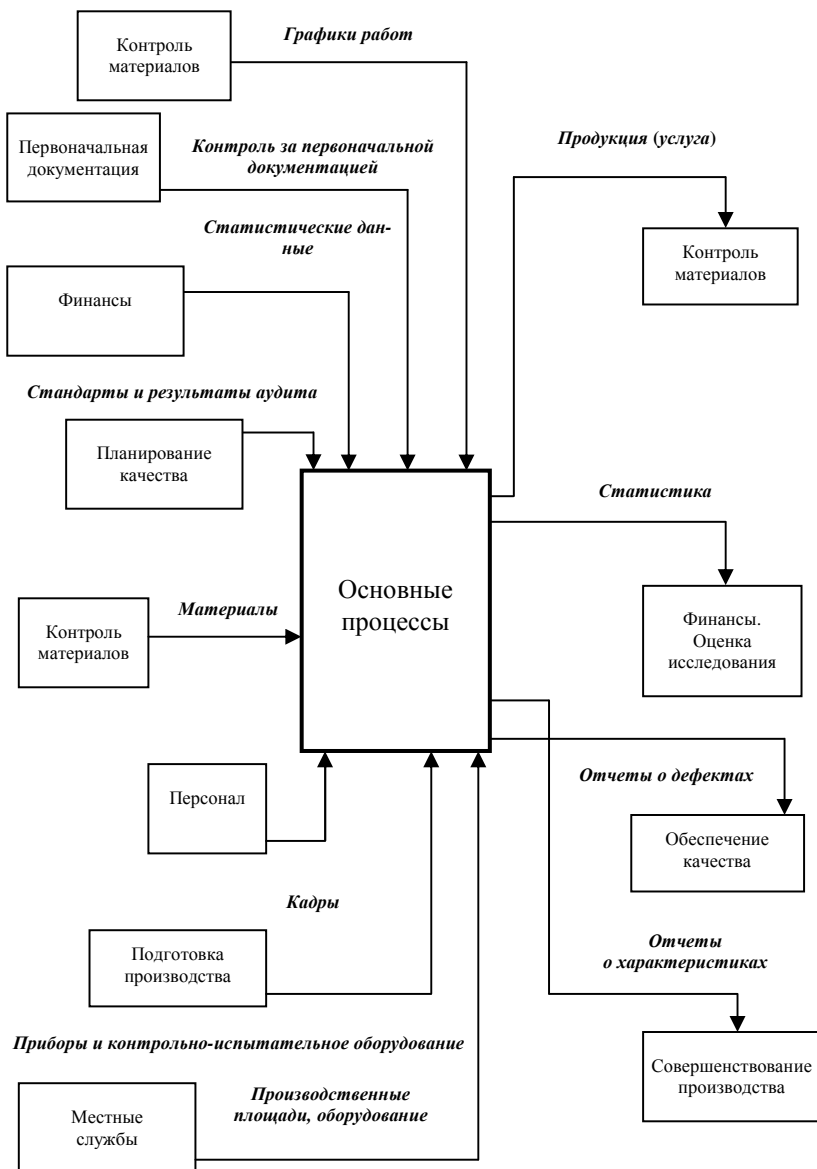 Контроль
материалов
Графики работ
Первоначальная
документация
Контроль за первоначальной
документацией
Продукция (услуга)
Статистические дан-
ные
Контроль
материалов
Финансы
Стандарты и результаты аудита
Планирование
качества
Статистика
Основные
процессы
Материалы
Контроль
материалов
Финансы.
Оценка
исследования
Персонал
Отчеты о дефектах
Обеспечение
качества
Кадры
Подготовка
производства
Отчеты
о характеристиках
Приборы и контрольно-испытательное оборудование
Совершенствование
производства
Производственные
площади, оборудование
Местные
службы